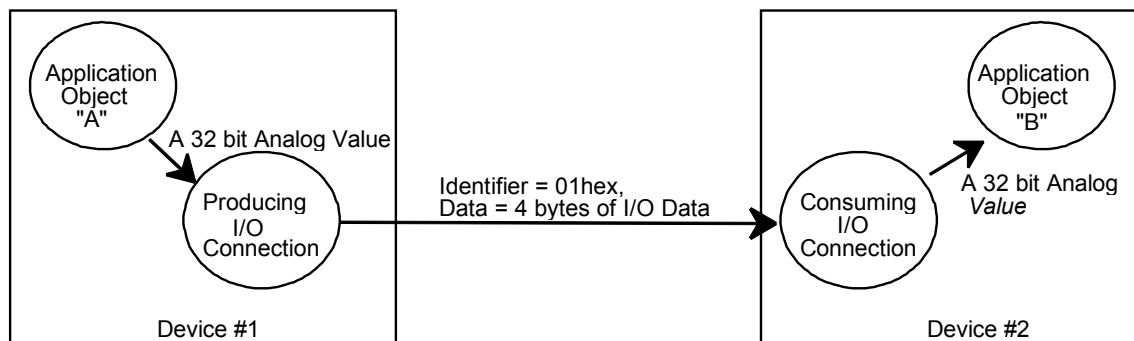 Application
Object
"A"
A 32 bit Analog Value
Producing
I/O
Connection
Device #1
Identifier = 01hex,
Data = 4 bytes of I/O Data
Application
Object
"B"
A 32 bit Analog
Value
Consuming
I/O
Connection
Device #2